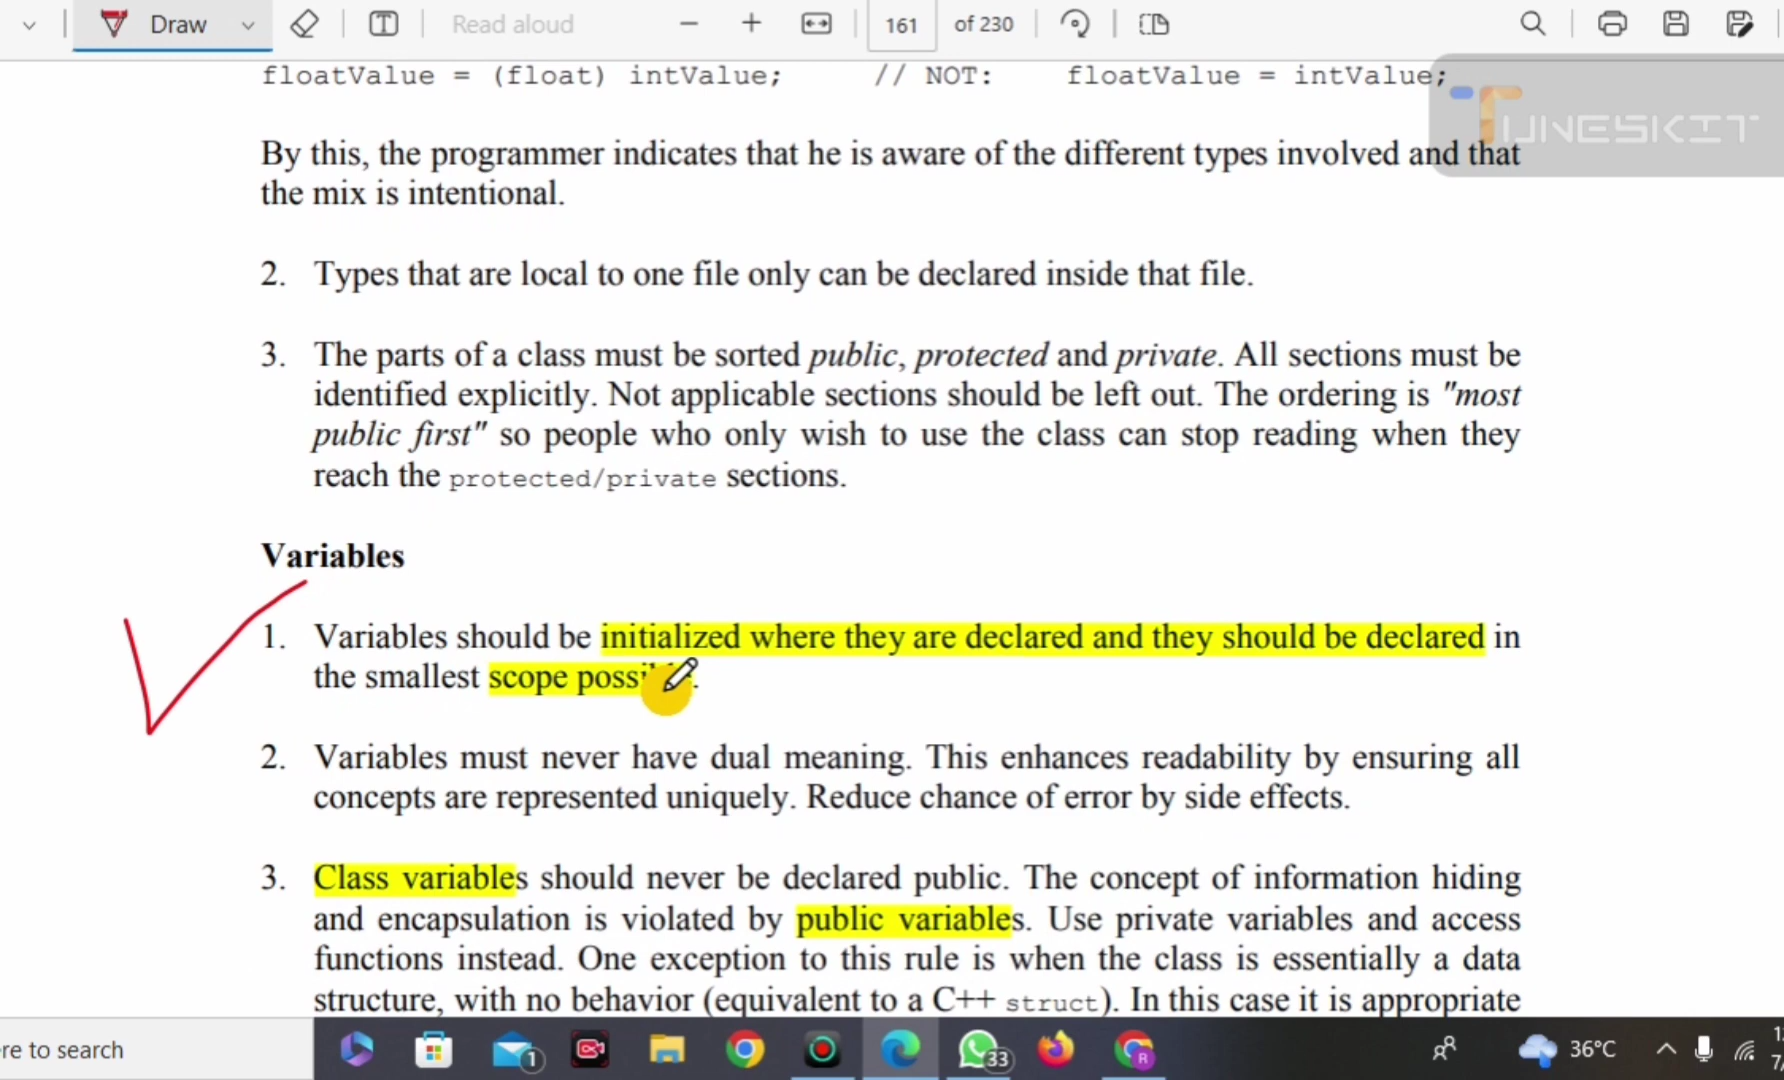 Draw
Read aloud
161 of 230
floatValue = (float) intValue; // NOT: floatValue = intValue;
TUNESKIT
By this, the programmer indicates that he is aware of the different types involved and that
the mix is intentional.
2. Types that are local to one file only can be declared inside that file.
3. The parts of a class must be sorted public, protected and private. All sections must be
identified explicitly. Not applicable sections should be left out. The ordering is "most
public first" so people who only wish to use the class can stop reading when they
reach the protected/private sections.
Variables
1. Variables should be initialized where they are declared and they should be declared in
the smallest scope
2. Variables must never have dual meaning. This enhances readability by ensuring all
concepts are represented uniquely. Reduce chance of error by side effects.
3. Class variables should never be declared public. The concept of information hiding
and encapsulation is violated by public variables. Use private variables and access
functions instead. One exception to this rule is when the class is essentially a data
structure, with no behavior (equivalent to a C++ struct). In this case it is appropriate
re to search
1
33
R
36°C